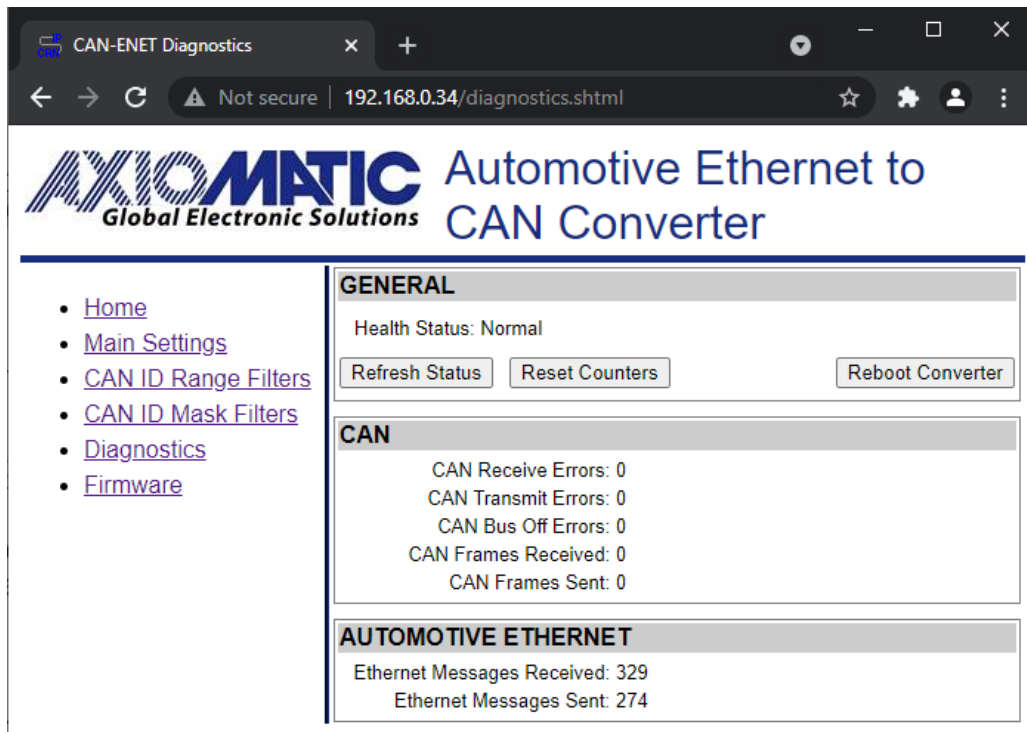 IP
CAN
CAN-ENET Diagnostics
Not secure 192.168.0.34/diagnostics.shtml
AXIOMATIC
Global Electronic Solutions
Automotive Ethernet to
CAN Converter
Home
Main Settings
CAN ID Range Filters
CAN ID Mask Filters
Diagnostics
Firmware
GENERAL
Health Status: Normal
Refresh Status Reset Counters Reboot Converter
CAN
CAN Receive Errors: 0
CAN Transmit Errors: 0
CAN Bus Off Errors: 0
CAN Frames Received: 0
CAN Frames Sent: 0
AUTOMOTIVE ETHERNET
Ethernet Messages Received: 329
Ethernet Messages Sent: 274